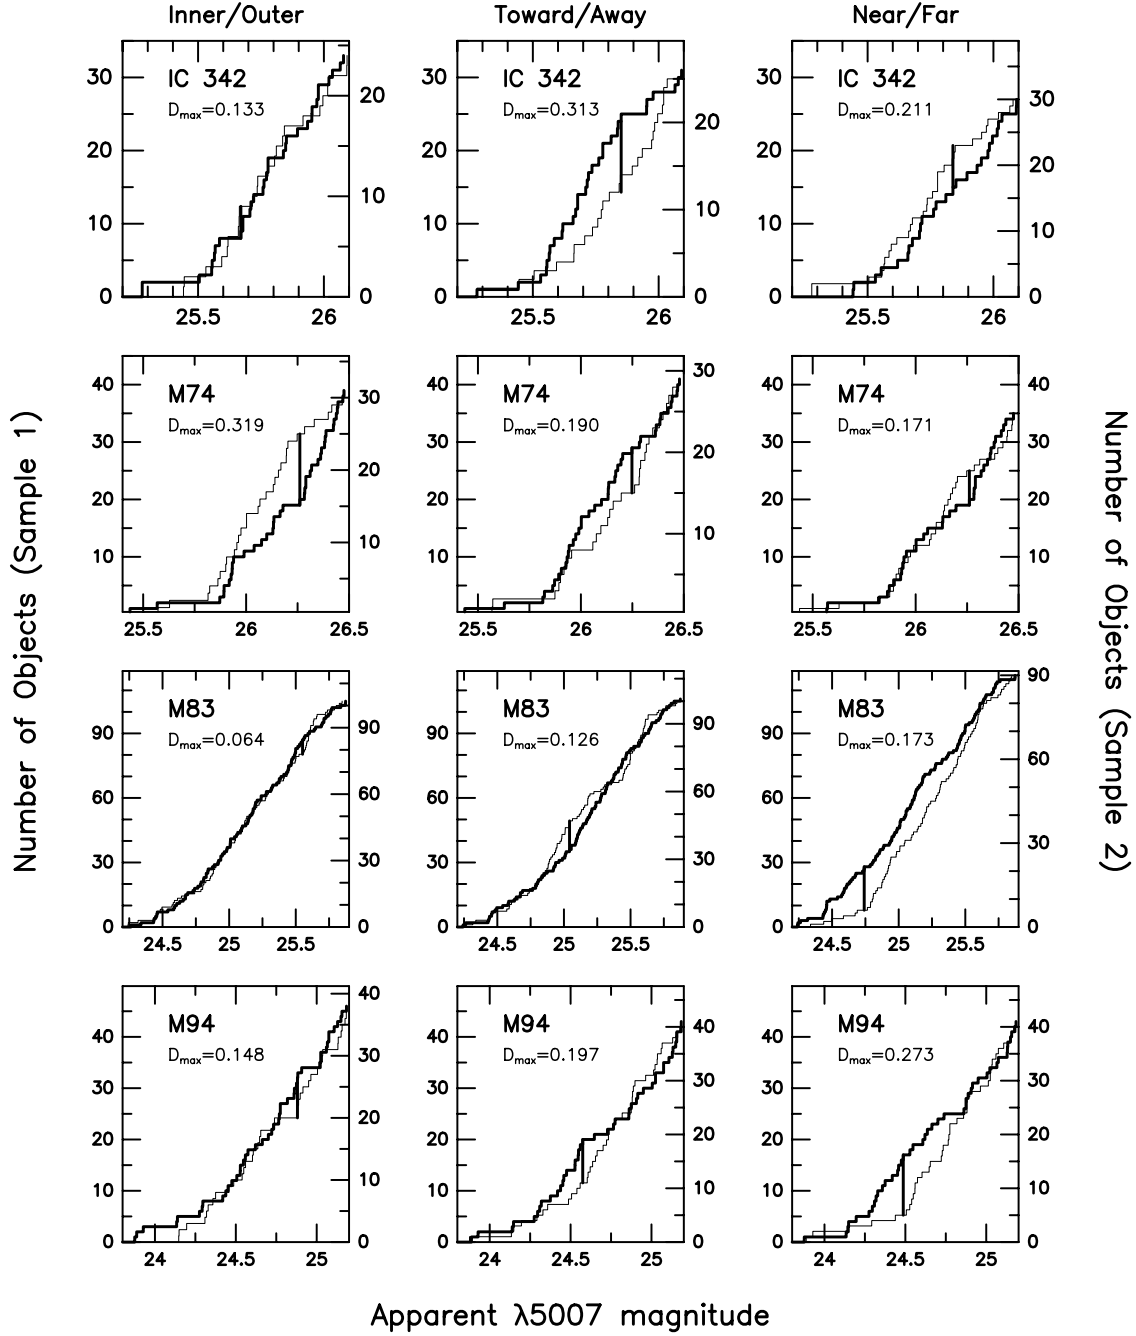 Inner/Outer Toward/Away Near/Far
IC 342 IC 342 IC 342
Dmax=0.133 Dmax=0.313 Dmax=0.211
30 20 10 0 20 10 0
30 20 10 0 20 10 0
30 20 10 0 30 20 10 0
25.5 26 25.5 26 25.5 26
M74 M74 M74
Dmax=0.319 Dmax=0.190 Dmax=0.171
40 30 20 10 30 20 10
40 30 20 10 30 20 10
40 30 20 10 40 30 20 10
25.5 26 26.5 25.5 26 26.5 25.5 26 26.5
M83 M83 M83
Dmax=0.064 Dmax=0.126 Dmax=0.173
90 60 30 0 90 60 30 0
90 60 30 0 90 60 30 0
90 60 30 0 90 60 30 0
24.5 25 25.5 24.5 25 25.5 24.5 25 25.5
M94 M94 M94
Dmax=0.148 Dmax=0.197 Dmax=0.273
40 30 20 10 0 40 30 20 10 0
40 30 20 10 0 40 30 20 10 0
40 30 20 10 0 40 30 20 10 0
24 24.5 25 24 24.5 25 24 24.5 25
Number of Objects (Sample 1)
Number of Objects (Sample 2)
Apparent λ5007 magnitude